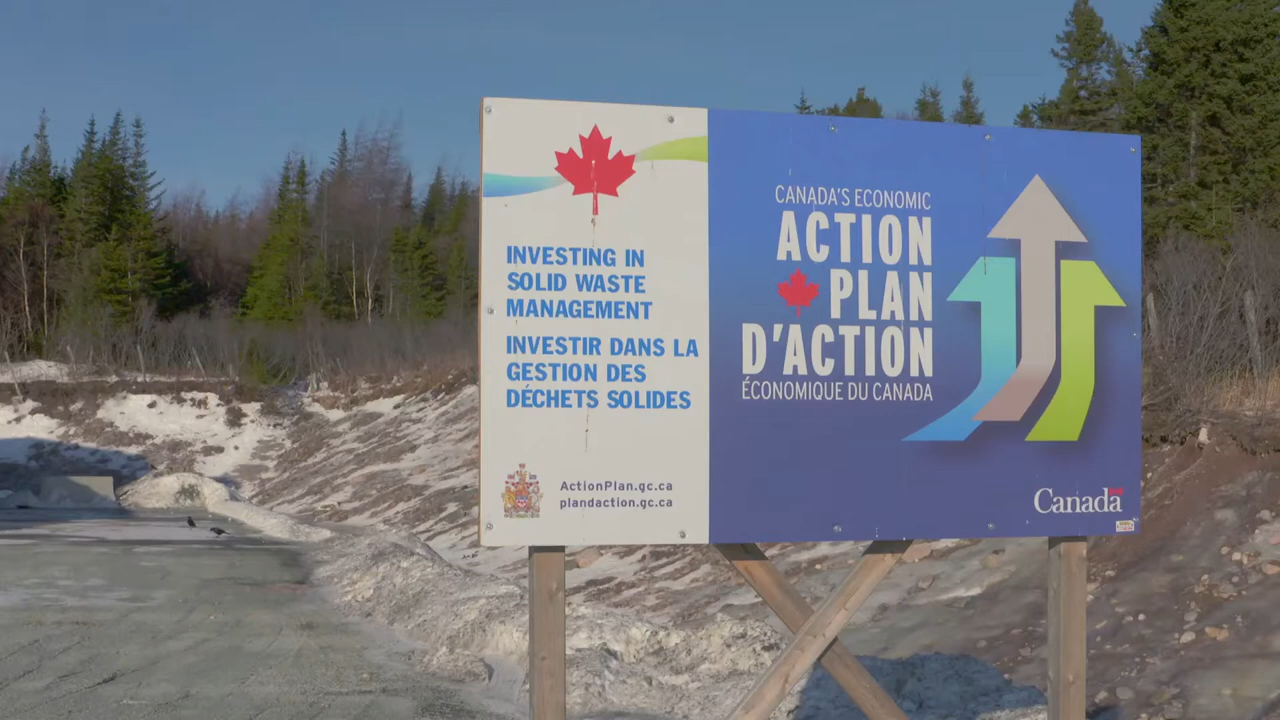 INVESTING IN
SOLID WASTE
MANAGEMENT
INVESTIR DANS LA
GESTION DES
DÉCHETS SOLIDES
ActionPlan.gc.ca
plandaction.gc.ca
CANADA'S ECONOMIC
ACTION
PLAN
D'ACTION
ÉCONOMIQUE DU CANADA
Canada